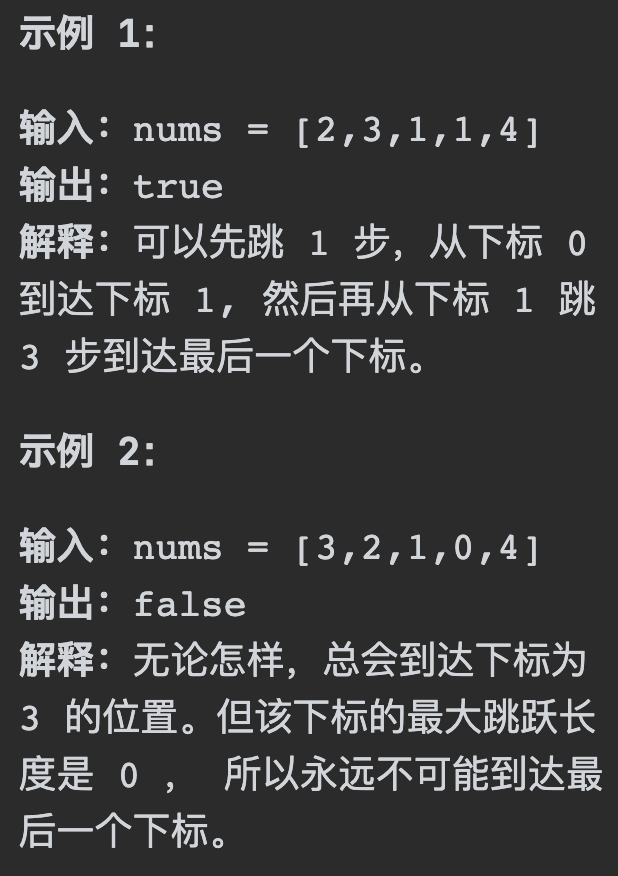 示例 1：
输入：nums = [2,3,1,1,4]
输出：true
解释：可以先跳 1 步，从下标 0
到达下标 1, 然后再从下标 1 跳
3 步到达最后一个下标。
示例 2：
输入：nums = [3,2,1,0,4]
输出：false
解释：无论怎样，总会到达下标为
3 的位置。但该下标的最大跳跃长
度是 0 ， 所以永远不可能到达最
后一个下标。